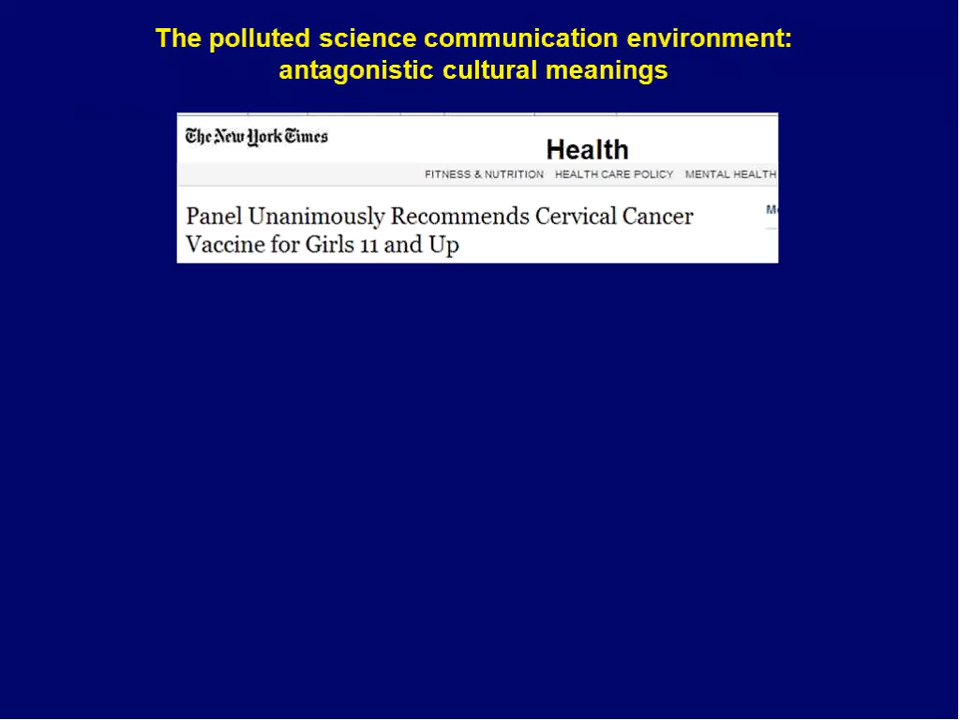 The polluted science communication environment:
antagonistic cultural meanings
The New York Times
Health
FITNESS & NUTRITION HEALTH CARE POLICY MENTAL HEALTH
Panel Unanimously Recommends Cervical Cancer
Vaccine for Girls 11 and Up